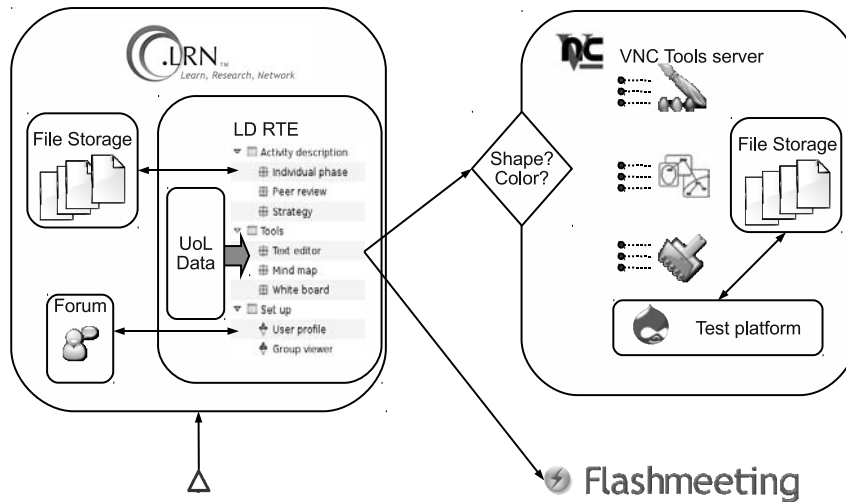 .LRN TM
Learn, Research, Network
File Storage
LD RTE
Activity description
Individual phase
Peer review
Strategy
Tools
Text editor
Mind map
White board
Set up
User profile
Group viewer
UoL
Data
Forum
Shape?
Color?
VNC
VNC Tools server
File Storage
Test platform
Flashmeeting